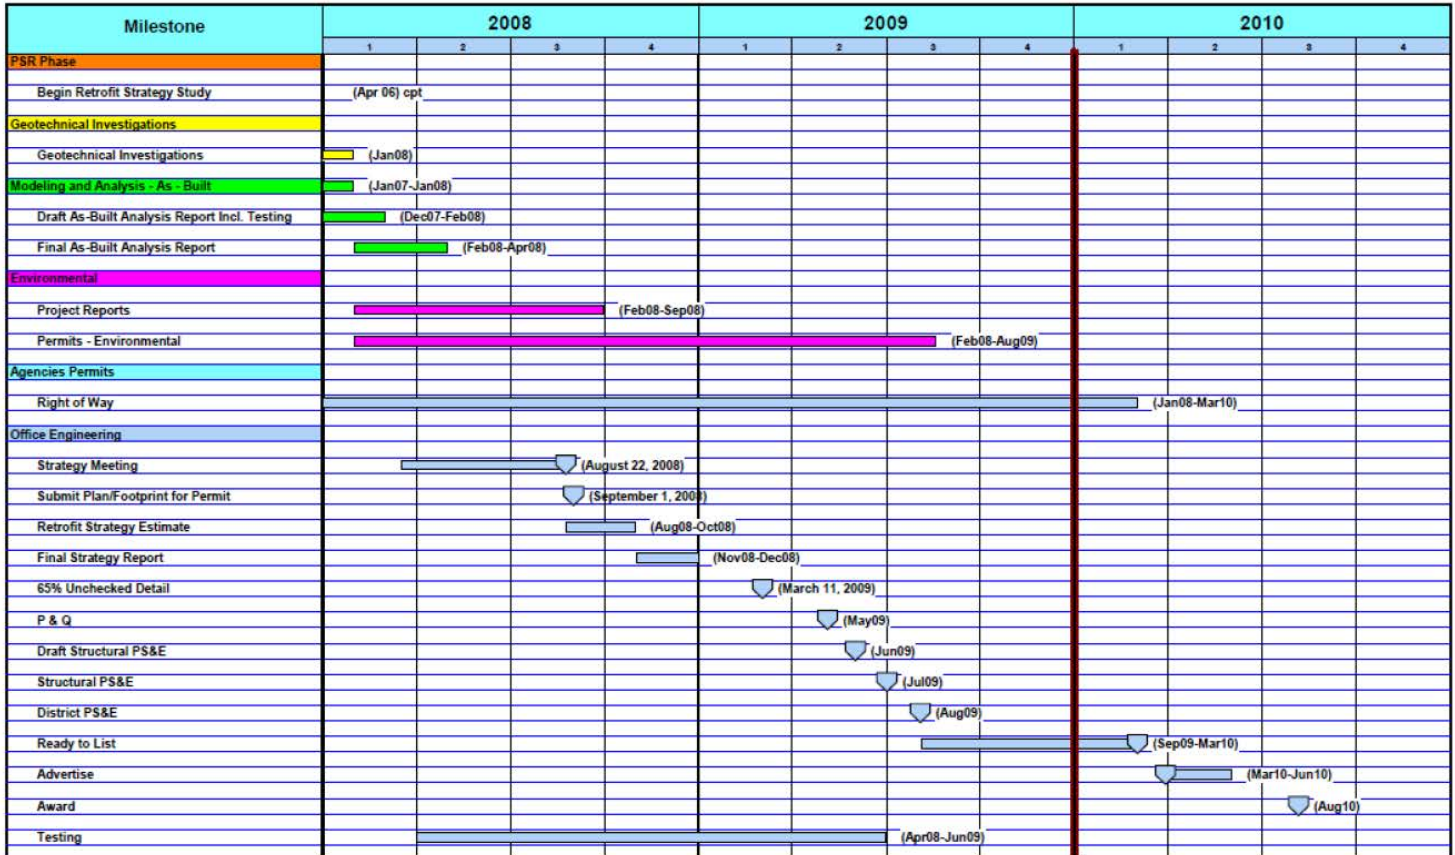 Milestone 2008 2009 2010
1 2 3 4 1 2 3 4 1 2 3 4
PSR Phase
Begin Retrofit Strategy Study (Apr 06) cpt
Geotechnical Investigations
Geotechnical Investigations (Jan08)
Modeling and Analysis - As - Built (Jan07-Jan08)
Draft As-Built Analysis Report Incl. Testing (Dec07-Feb08)
Final As-Built Analysis Report (Feb08-Apr08)
Environmental
Project Reports (Feb08-Sep08)
Permits - Environmental (Feb08-Aug09)
Agencies Permits
Right of Way (Jan08-Mar10)
Office Engineering
Strategy Meeting (August 22, 2008)
Submit Plan/Footprint for Permit (September 1, 2008)
Retrofit Strategy Estimate (Aug08-Oct08)
Final Strategy Report (Nov08-Dec08)
65% Unchecked Detail (March 11, 2009)
P & Q (May09)
Draft Structural PS&E (Jun09)
Structural PS&E (Jul09)
District PS&E (Aug09)
Ready to List (Sep09-Mar10)
Advertise (Mar10-Jun10)
Award (Aug10)
Testing (Apr08-Jun09)